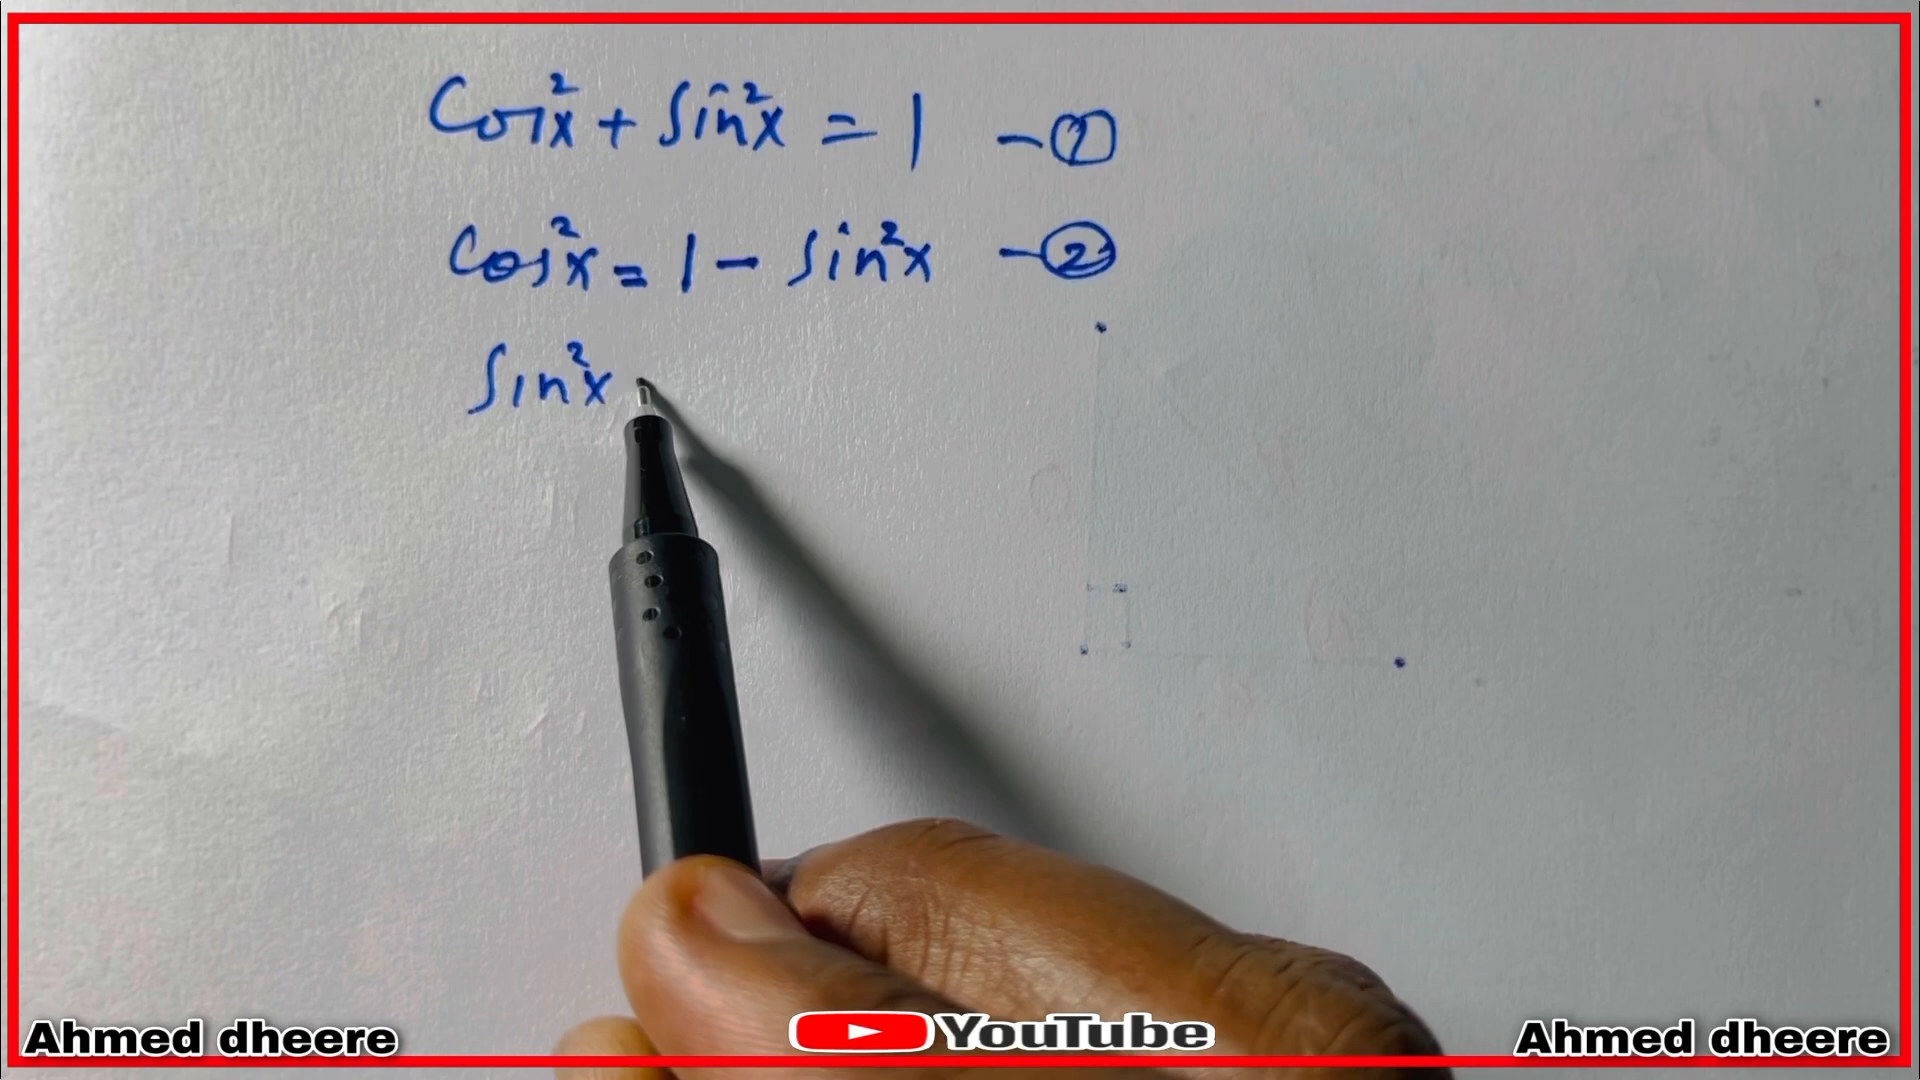 Cos²x + Sin²x = 1 - ①
Cos²x = 1 - Sin²x - ②
Sin²x
Ahmed dheere
YouTube
Ahmed dheere